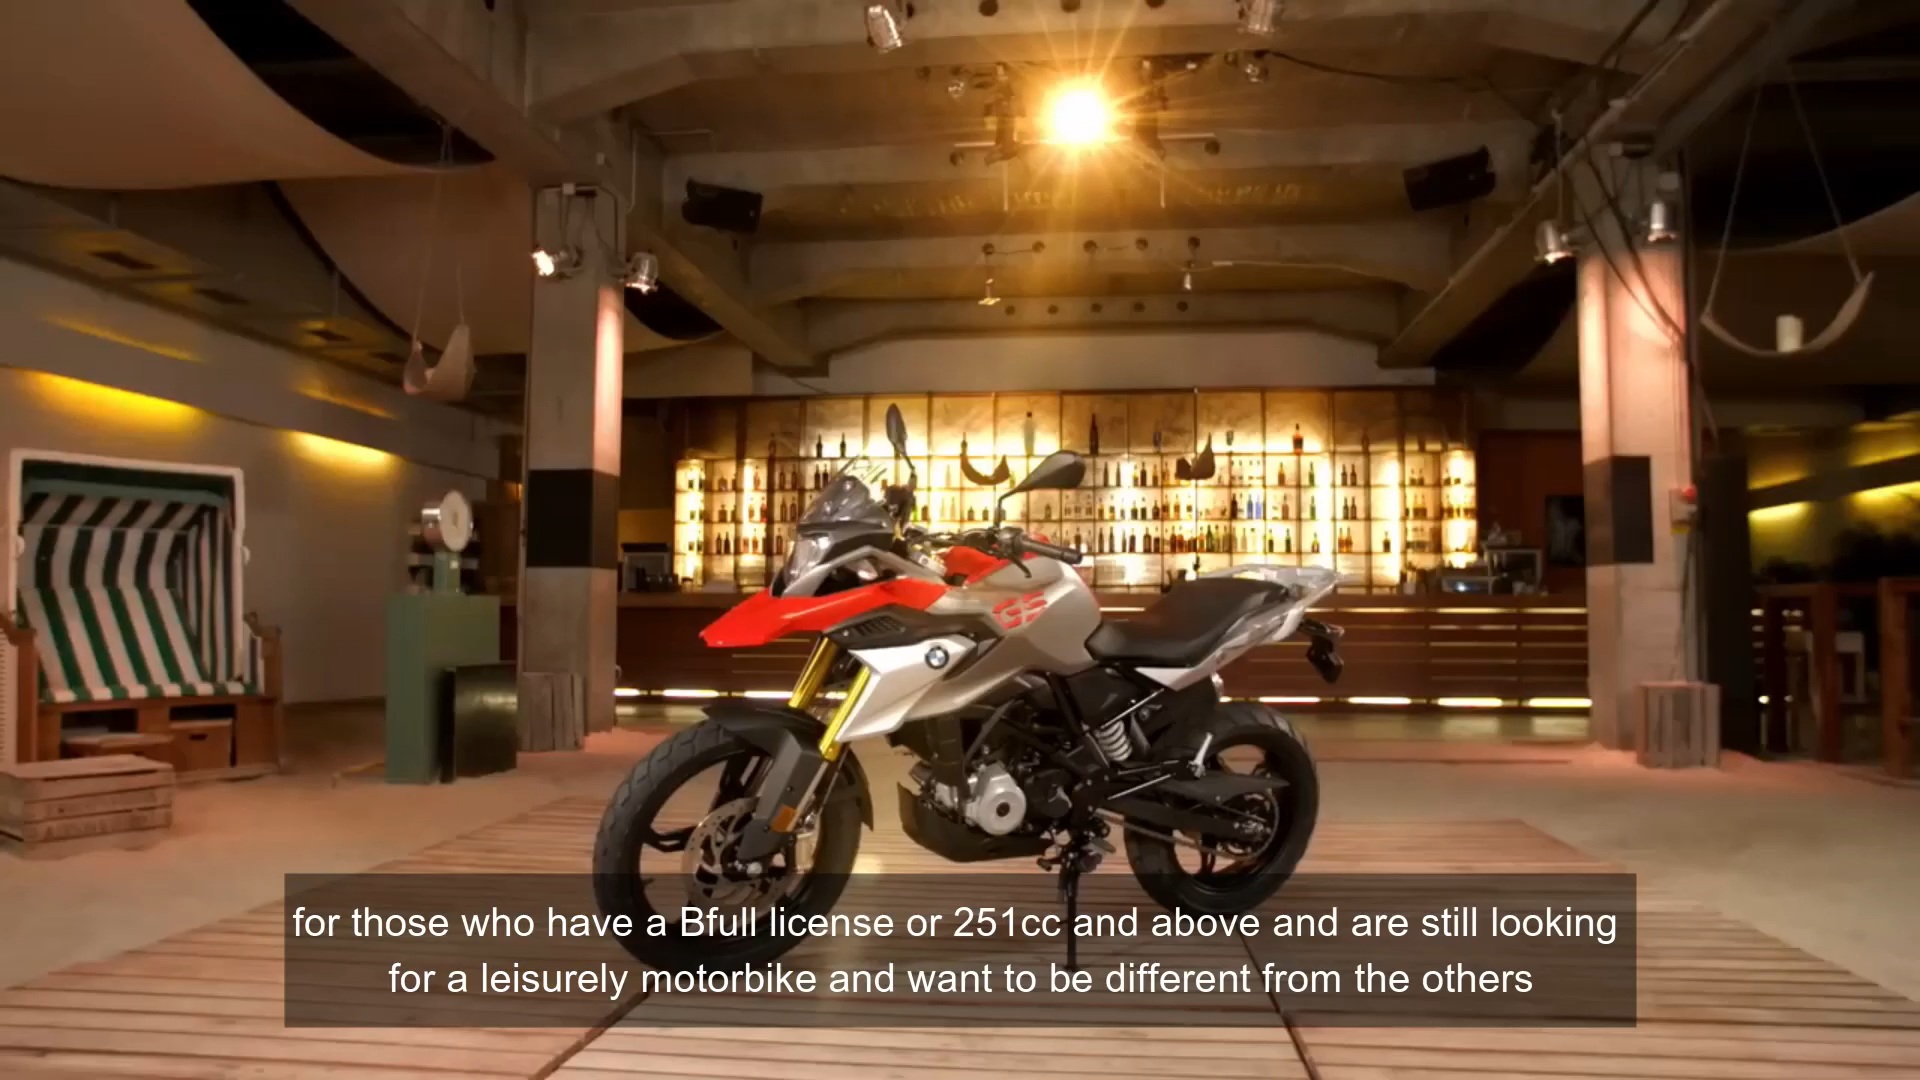 GS
for those who have a Bfull license or 251cc and above and are still looking
for a leisurely motorbike and want to be different from the others